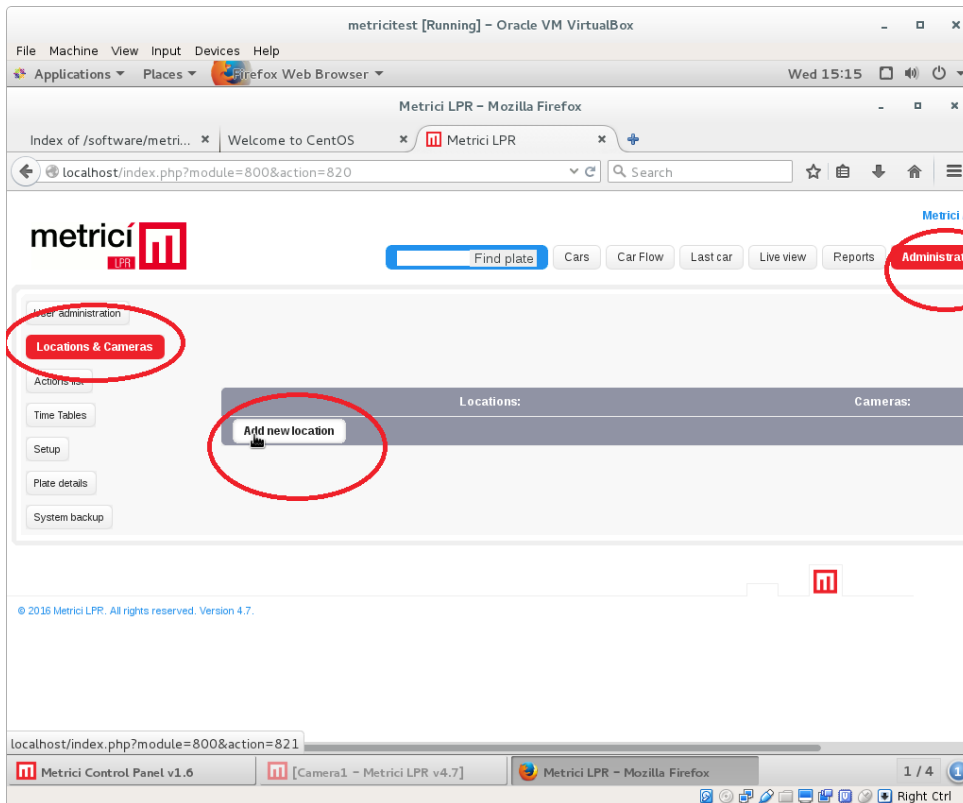 metricitest [Running] – Oracle VM VirtualBox
File Machine View Input Devices Help
Applications Places Firefox Web Browser Wed 15:15
Metrici LPR – Mozilla Firefox
Index of /software/metri... Welcome to CentOS Metrici LPR
localhost/index.php?module=800&action=820 Search
Metrici
metrici LPR
Find plate Cars Car Flow Last car Live view Reports Administrat
User administration
Locations & Cameras
Actions list
Locations: Cameras:
Time Tables
Add new location
Setup
Plate details
System backup
© 2016 Metrici LPR. All rights reserved. Version 4.7.
localhost/index.php?module=800&action=821
Metrici Control Panel v1.6 [Camera1 – Metrici LPR v4.7] Metrici LPR – Mozilla Firefox 1 / 4 1
Right Ctrl